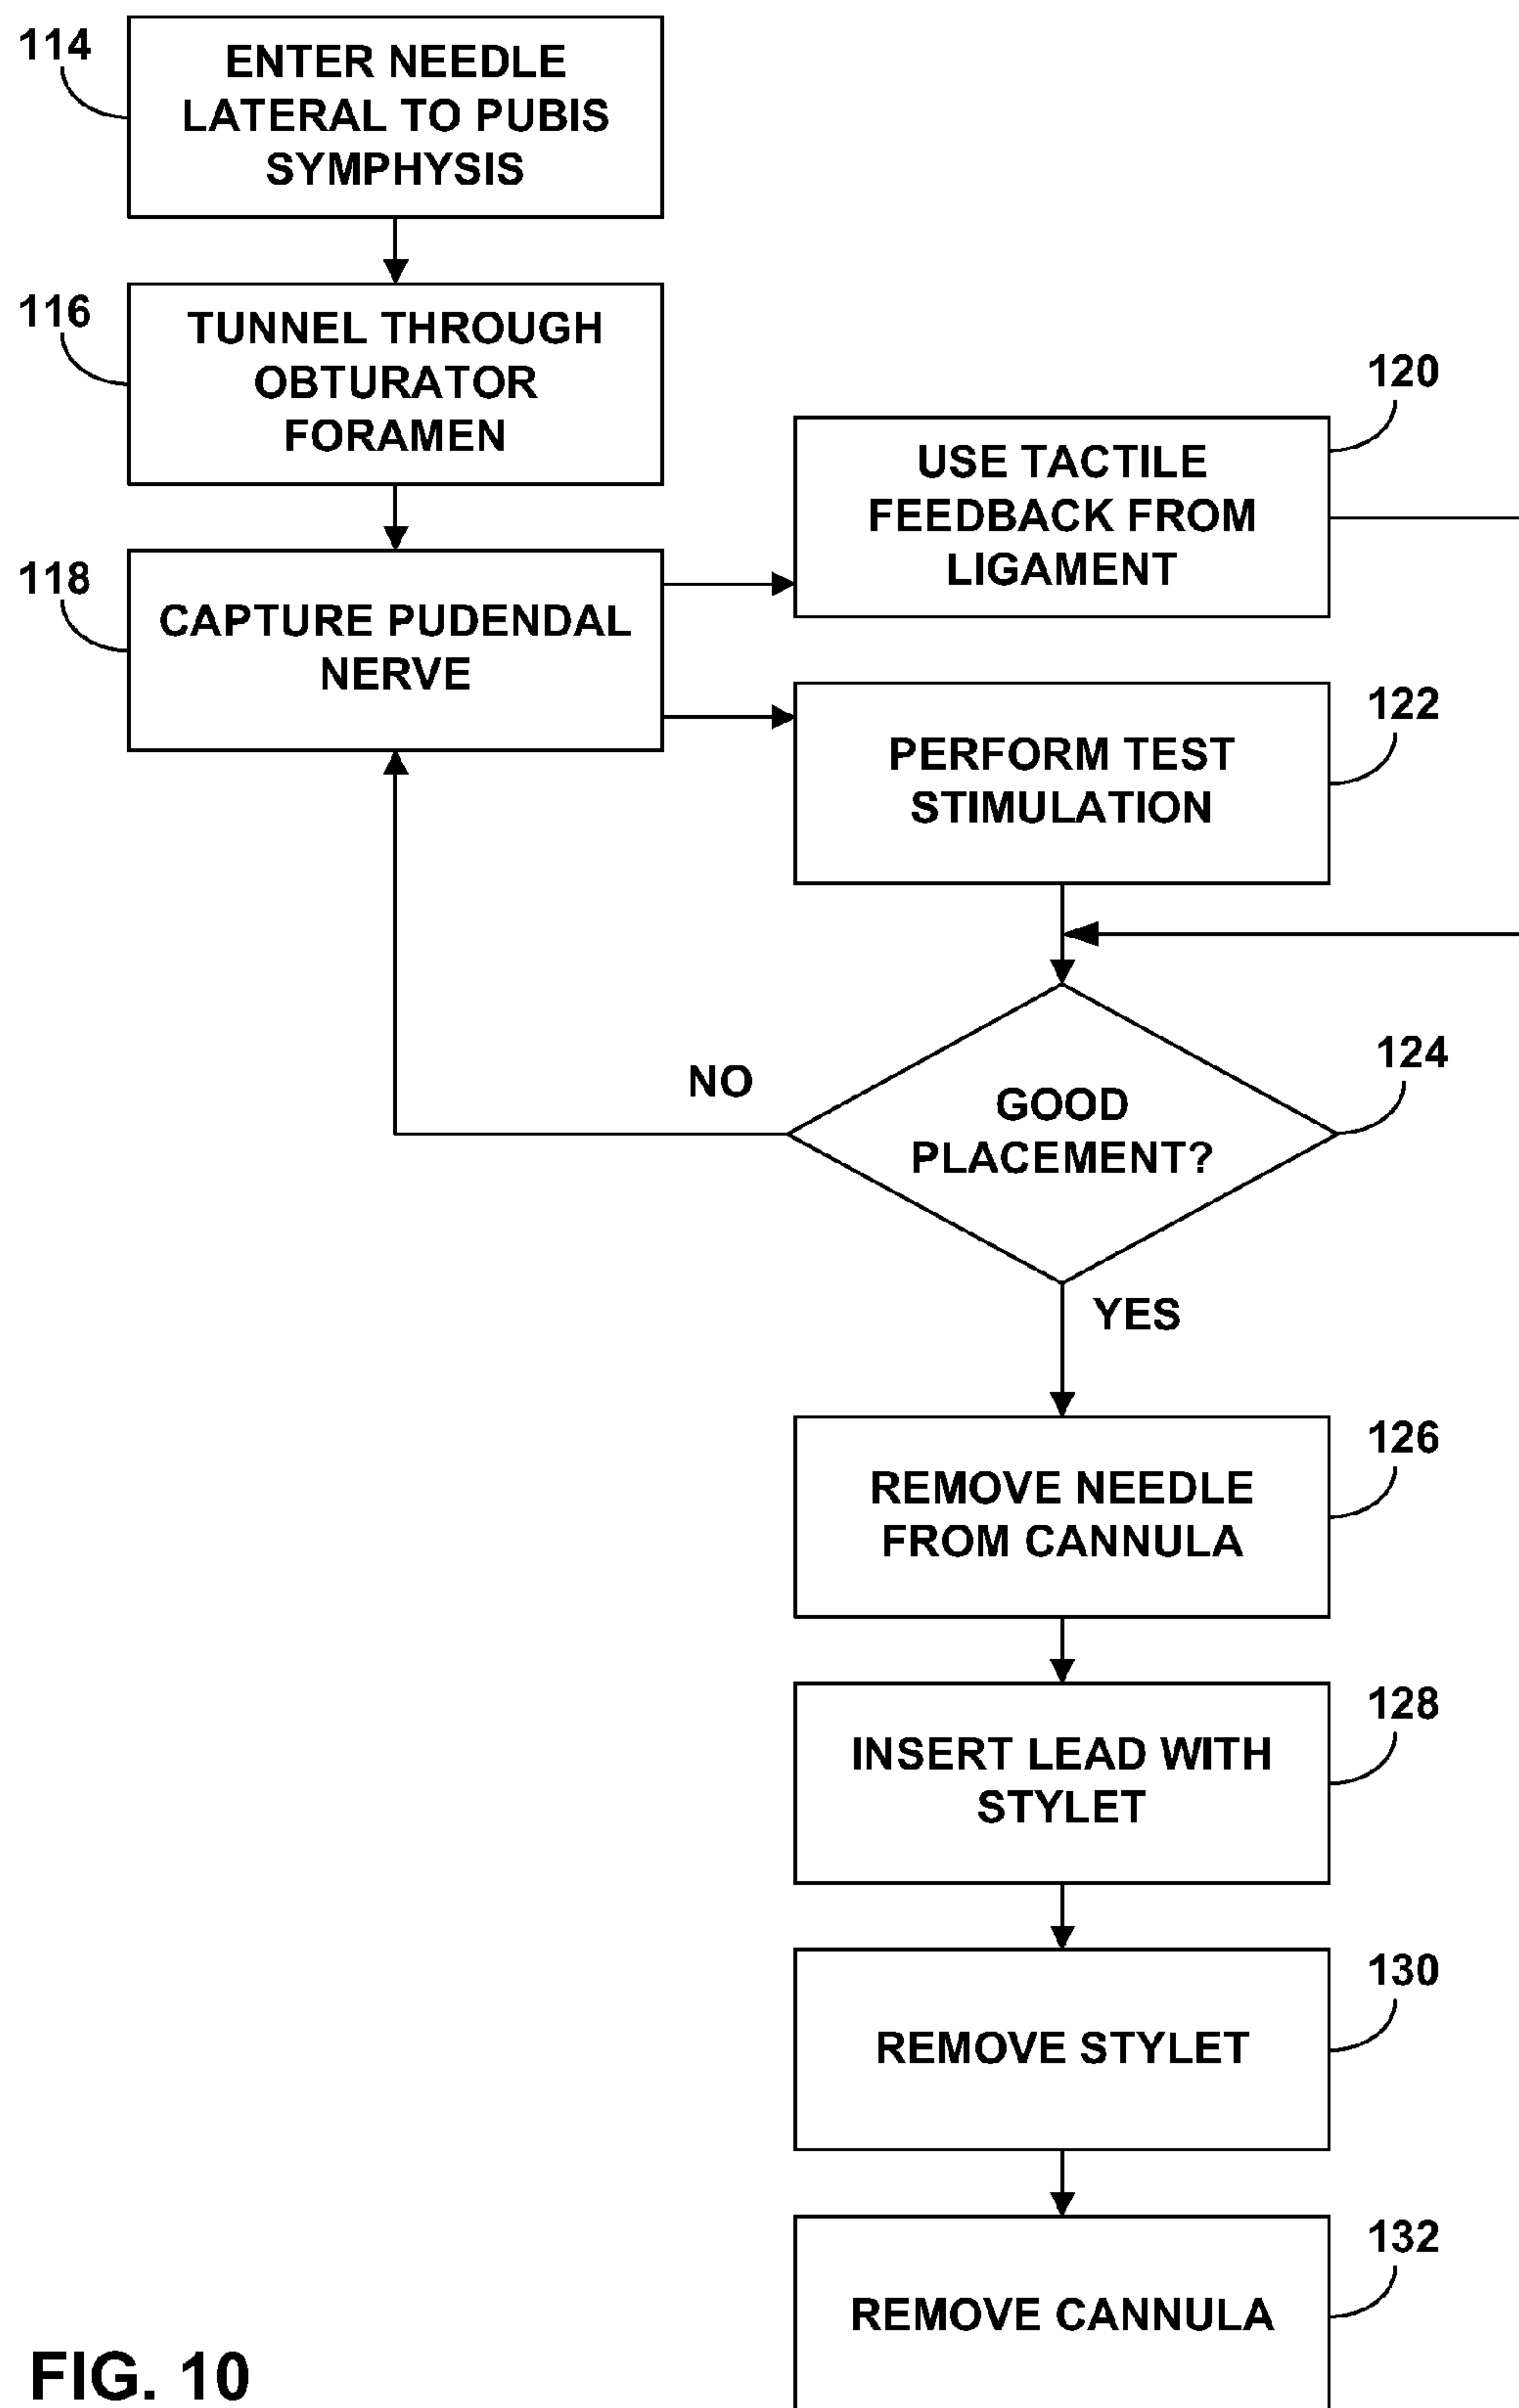 114
ENTER NEEDLE
LATERAL TO PUBIS
SYMPHYSIS
116
TUNNEL THROUGH
OBTURATOR
FORAMEN
118
CAPTURE PUDENDAL
NERVE
120
USE TACTILE
FEEDBACK FROM
LIGAMENT
122
PERFORM TEST
STIMULATION
124
GOOD
PLACEMENT?
NO
YES
126
REMOVE NEEDLE
FROM CANNULA
128
INSERT LEAD WITH
STYLET
130
REMOVE STYLET
132
REMOVE CANNULA
FIG. 10